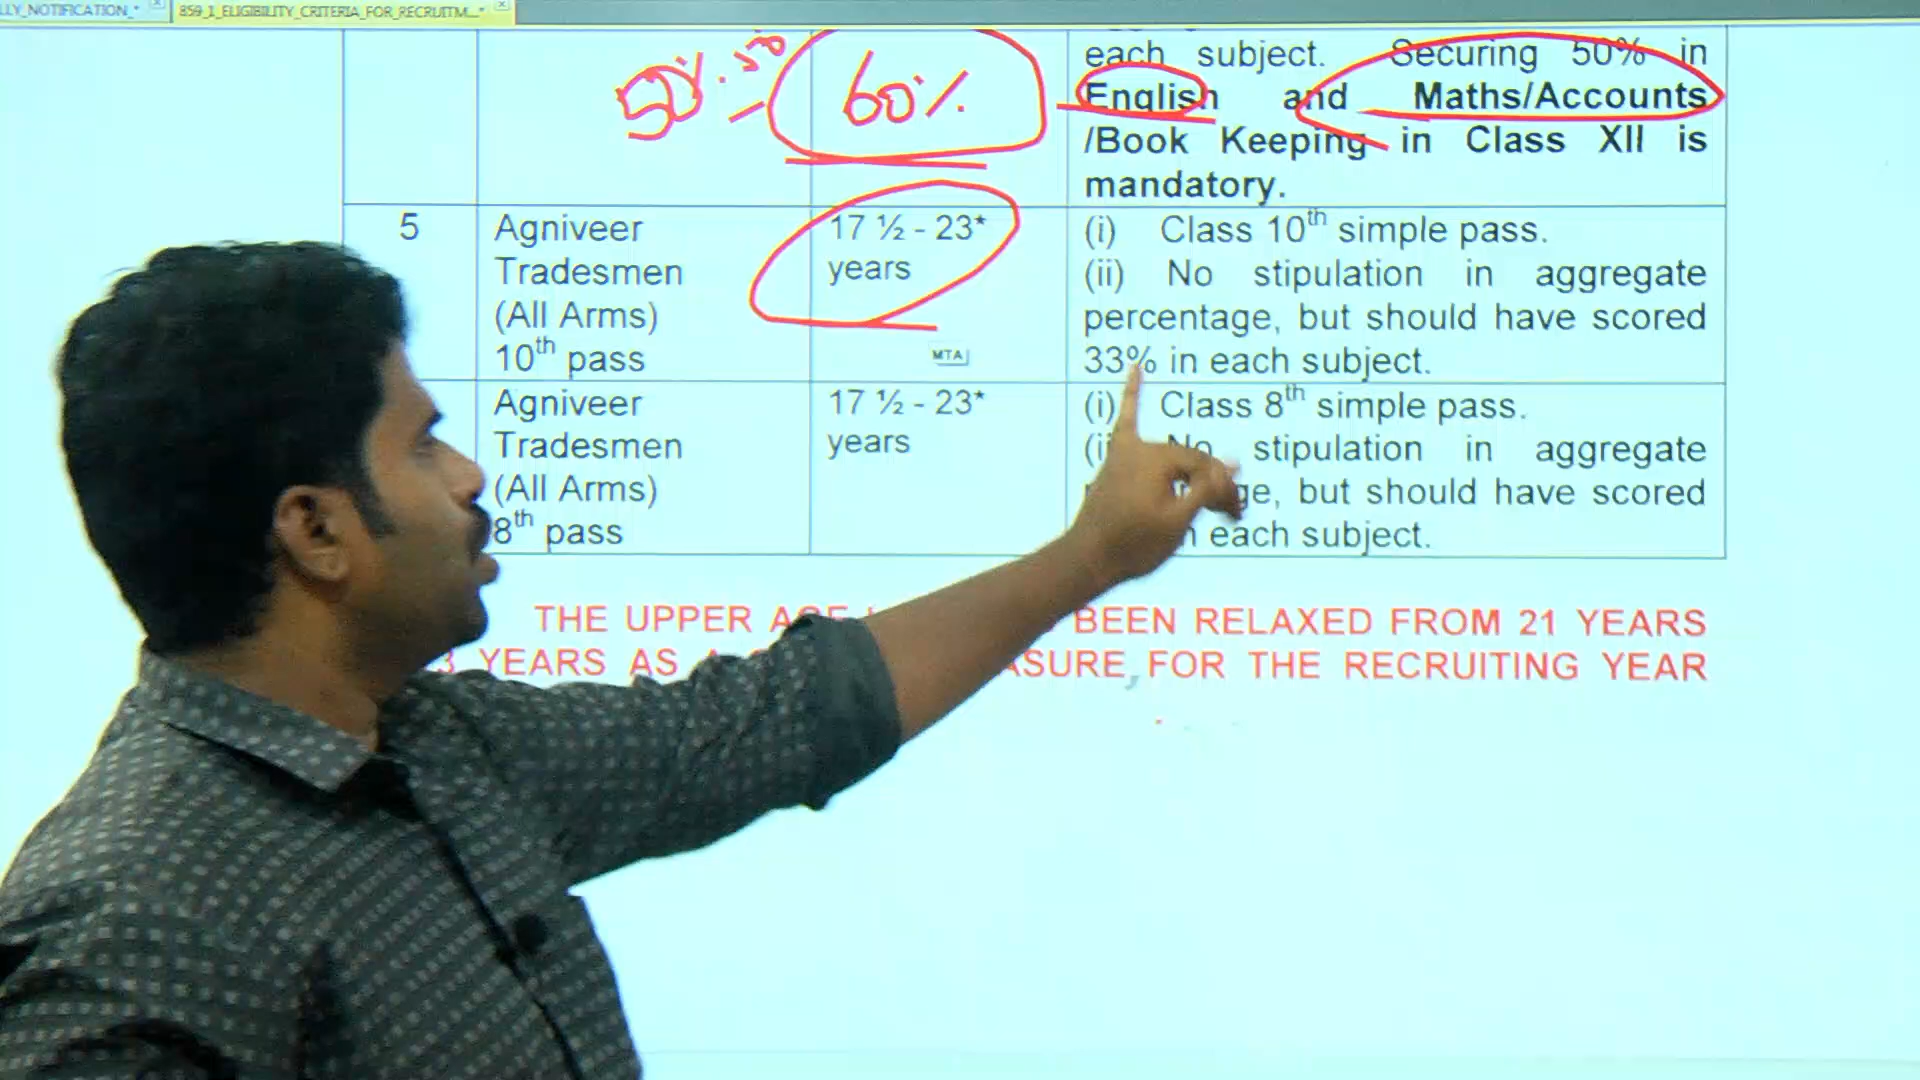 LLY_NOTIFICATION_*
859_1_ELIGIBILITY_CRITERIA_FOR_RECRUITM...*
50%
60%
each subject. Securing 50% in
English and Maths/Accounts
/Book Keeping in Class XII is
mandatory.
5
Agniveer
Tradesmen
(All Arms)
10th pass
17 ½ - 23*
years
MTA
(i) Class 10th simple pass.
(ii) No stipulation in aggregate
percentage, but should have scored
33% in each subject.
Agniveer
Tradesmen
(All Arms)
8th pass
17 ½ - 23*
years
(i) Class 8th simple pass.
No stipulation in aggregate
but should have scored
each subject.
THE UPPER BEEN RELAXED FROM 21 YEARS
YEARS AS FOR THE RECRUITING YEAR